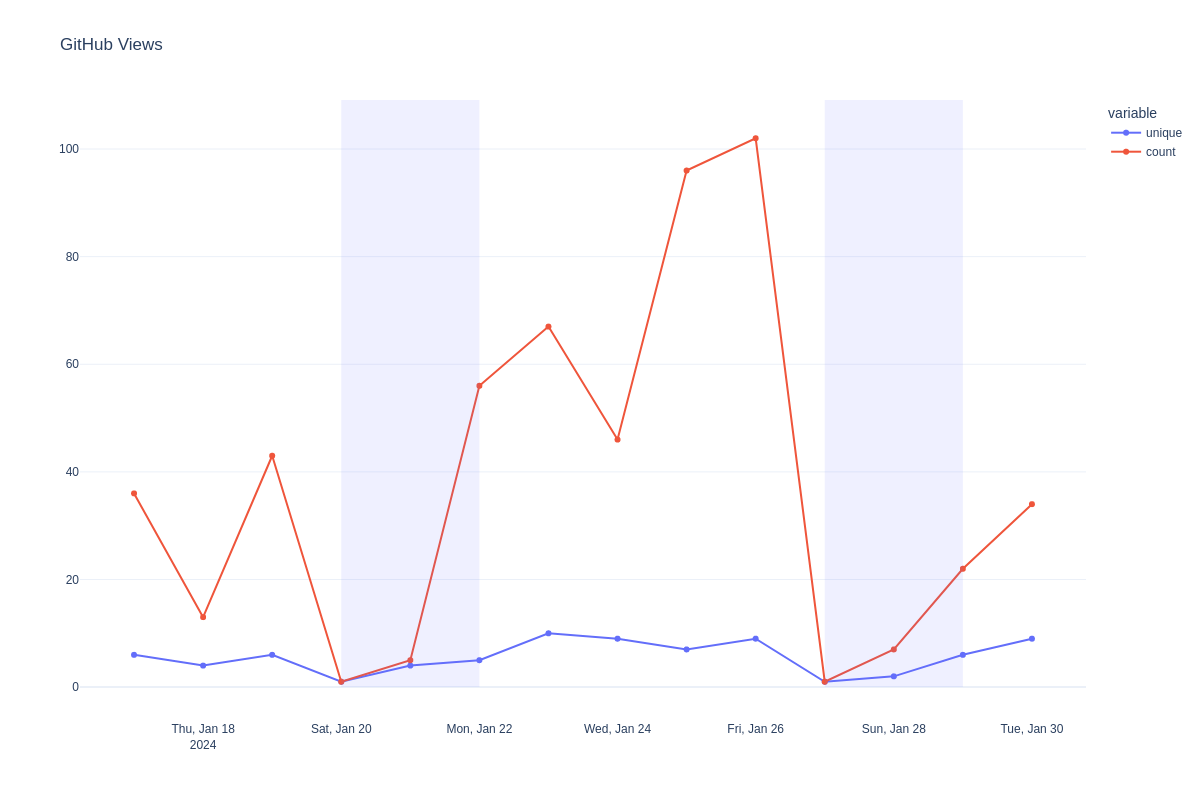 GitHub Views
variable
unique
count
100
80
60
40
20
0
Thu, Jan 18
2024
Sat, Jan 20
Mon, Jan 22
Wed, Jan 24
Fri, Jan 26
Sun, Jan 28
Tue, Jan 30